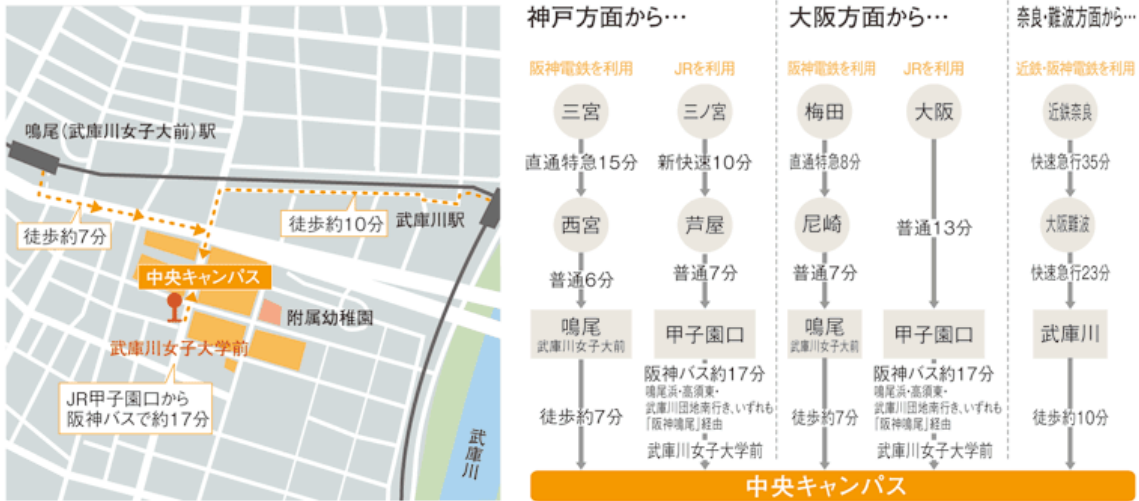 鳴尾(武庫川女子大前)駅
徒歩約7分
徒歩約10分
武庫川駅
中央キャンパス
附属幼稚園
武庫川女子大学前
JR甲子園口から
阪神バスで約17分
武庫川
神戸方面から…
阪神電鉄を利用
三宮
直通特急15分
西宮
普通6分
鳴尾
武庫川女子大前
徒歩約7分
JRを利用
三ノ宮
新快速10分
芦屋
普通7分
甲子園口
阪神バス約17分
鳴尾浜・高須東・
武庫川団地南行き、いずれも
「阪神鳴尾」経由
武庫川女子大学前
大阪方面から…
阪神電鉄を利用
梅田
直通特急8分
尼崎
普通7分
鳴尾
武庫川女子大前
徒歩約7分
JRを利用
大阪
普通13分
甲子園口
阪神バス約17分
鳴尾浜・高須東・
武庫川団地南行き、いずれも
「阪神鳴尾」経由
武庫川女子大学前
奈良・難波方面から…
近鉄・阪神電鉄を利用
近鉄奈良
快速急行35分
大阪難波
快速急行23分
武庫川
徒歩約10分
中央キャンパス